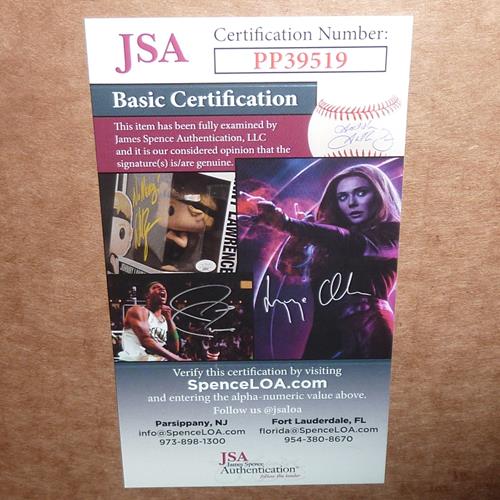 JSA
Certification Number:
PP39519
Basic Certification
This item has been fully examined by
James Spence Authentication, LLC
and it is our considered opinion that the
signature(s) is/are genuine.
LAWRENCE
Verify this certification by visiting
SpenceLOA.com
and entering the alpha-numeric value above.
Follow us @jsaloa
Parsippany, NJ
info@SpenceLOA.com
973-898-1300
Fort Lauderdale, FL
florida@SpenceLOA.com
954-380-8670
JSA
James Spence
Authentication